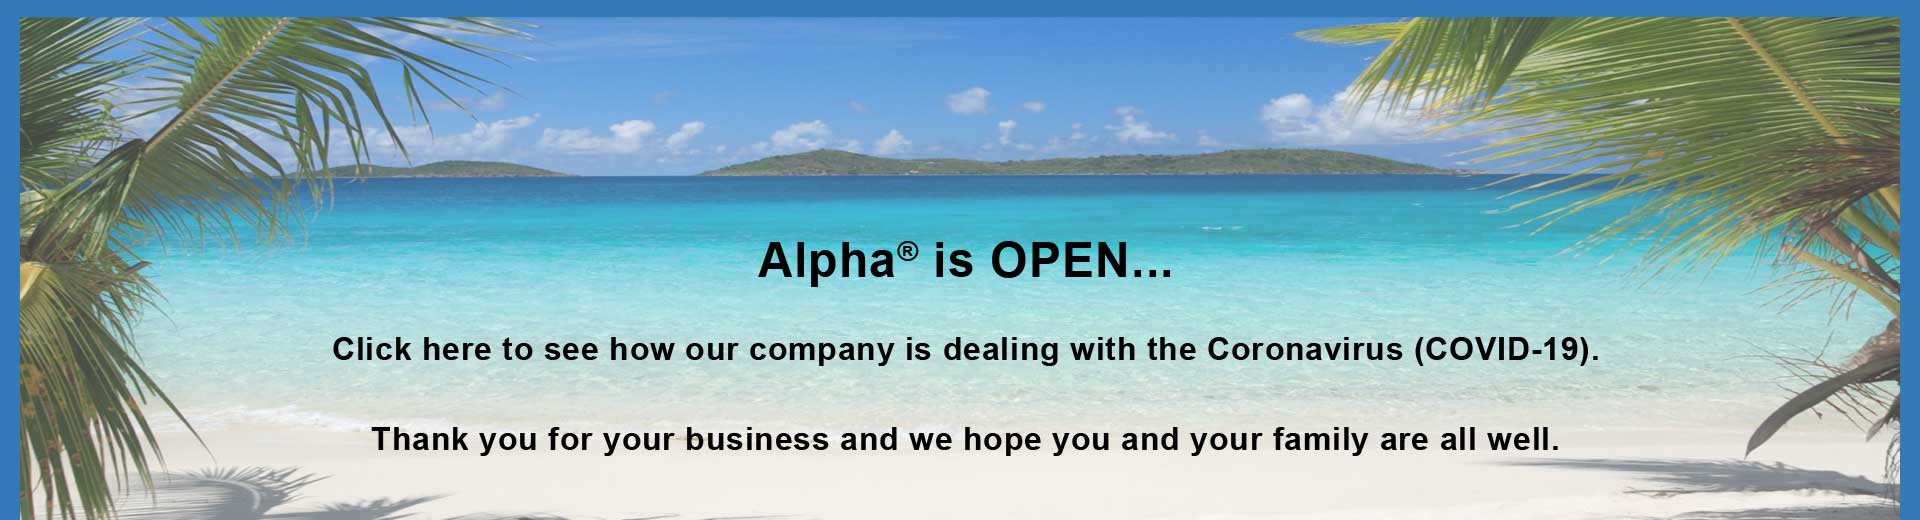 Alpha® is OPEN...
Click here to see how our company is dealing with the Coronavirus (COVID-19).
Thank you for your business and we hope you and your family are all well.